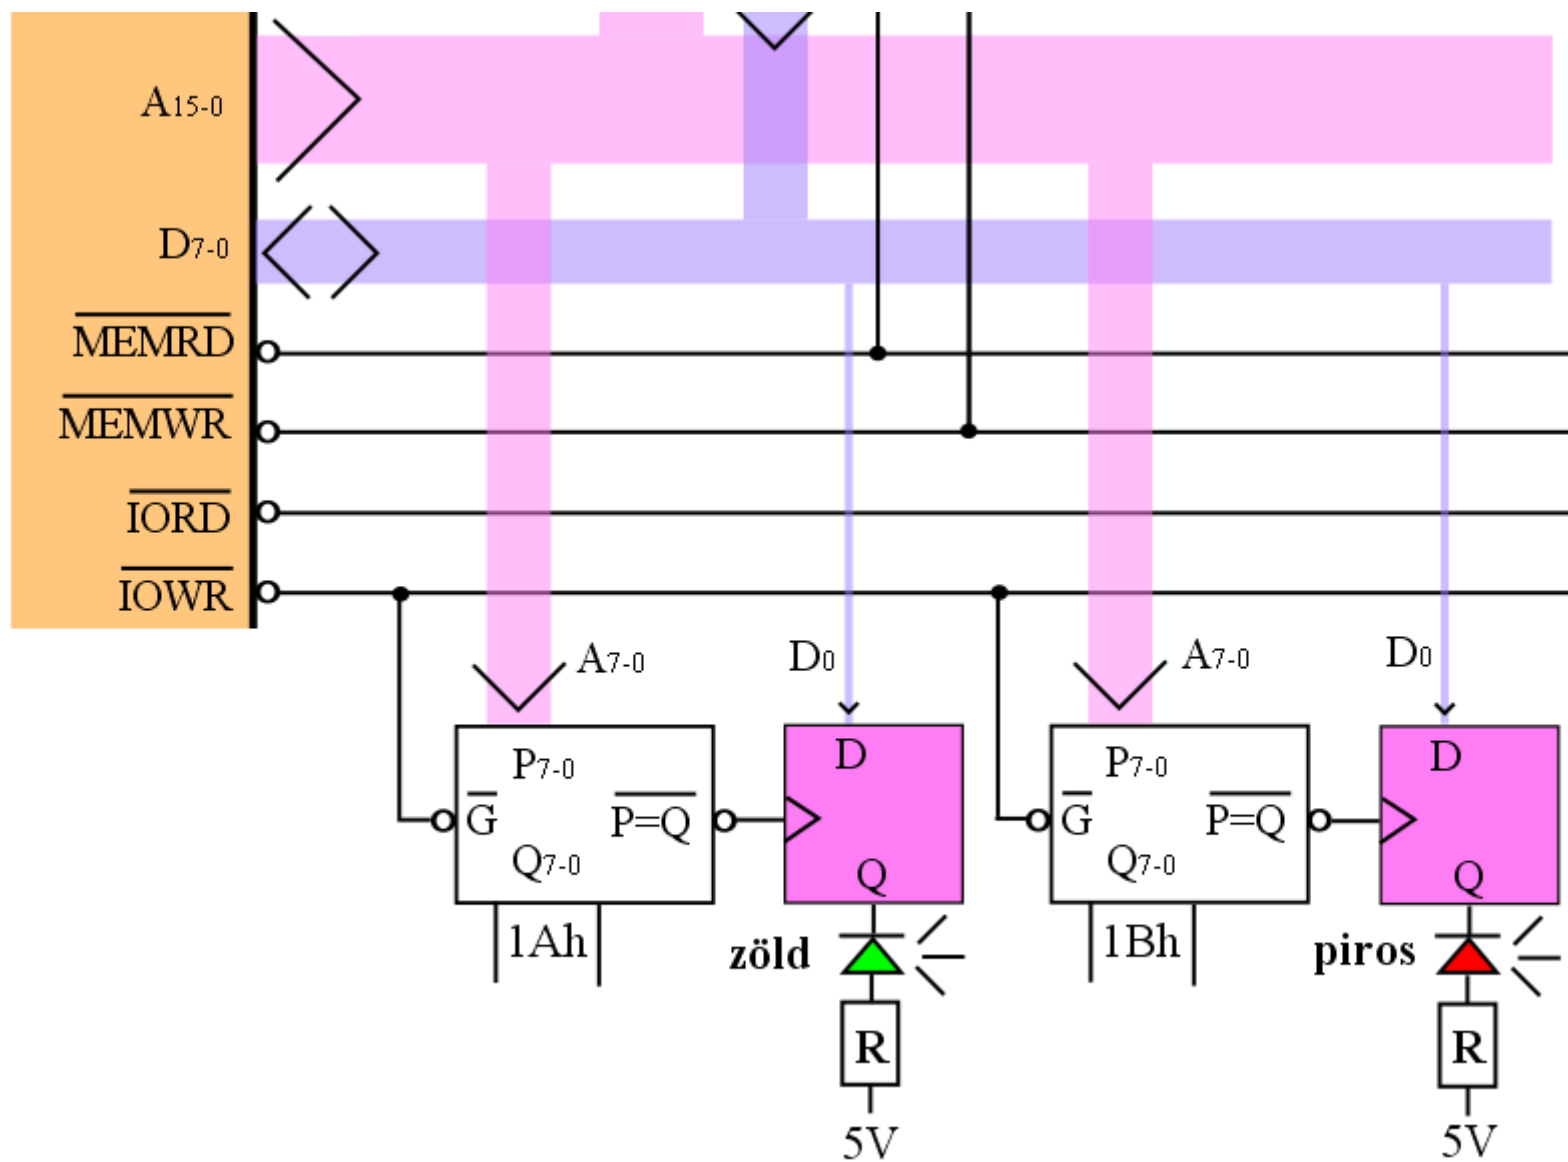 A15-0
D7-0
MEMRD
MEMWR
IORD
IOWR
A7-0
D0
A7-0
D0
P7-0
D
P7-0
D
G
P=Q
G
P=Q
Q7-0
Q
Q7-0
Q
1Ah
zöld
1Bh
piros
R
R
5V
5V